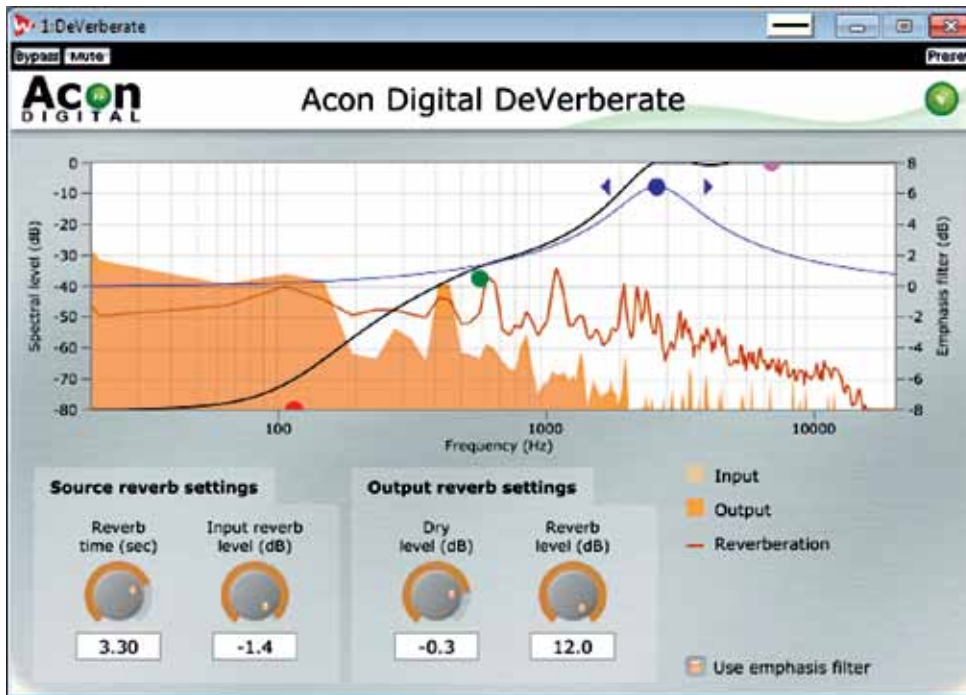 1:DeVerberate
Bypass Mute
Preset
Acon
DIGITAL
Acon Digital DeVerberate
Spectral level (dB)
0
-10
-20
-30
-40
-50
-60
-70
-80
8
6
4
2
0
-2
-4
-6
-8
Emphasis filter (dB)
100
1000
10000
Frequency (Hz)
Source reverb settings
Reverb
time (sec)
3.30
Input reverb
level (dB)
-1.4
Output reverb settings
Dry
level (dB)
-0.3
Reverb
level (dB)
12.0
Input
Output
Reverberation
Use emphasis filter